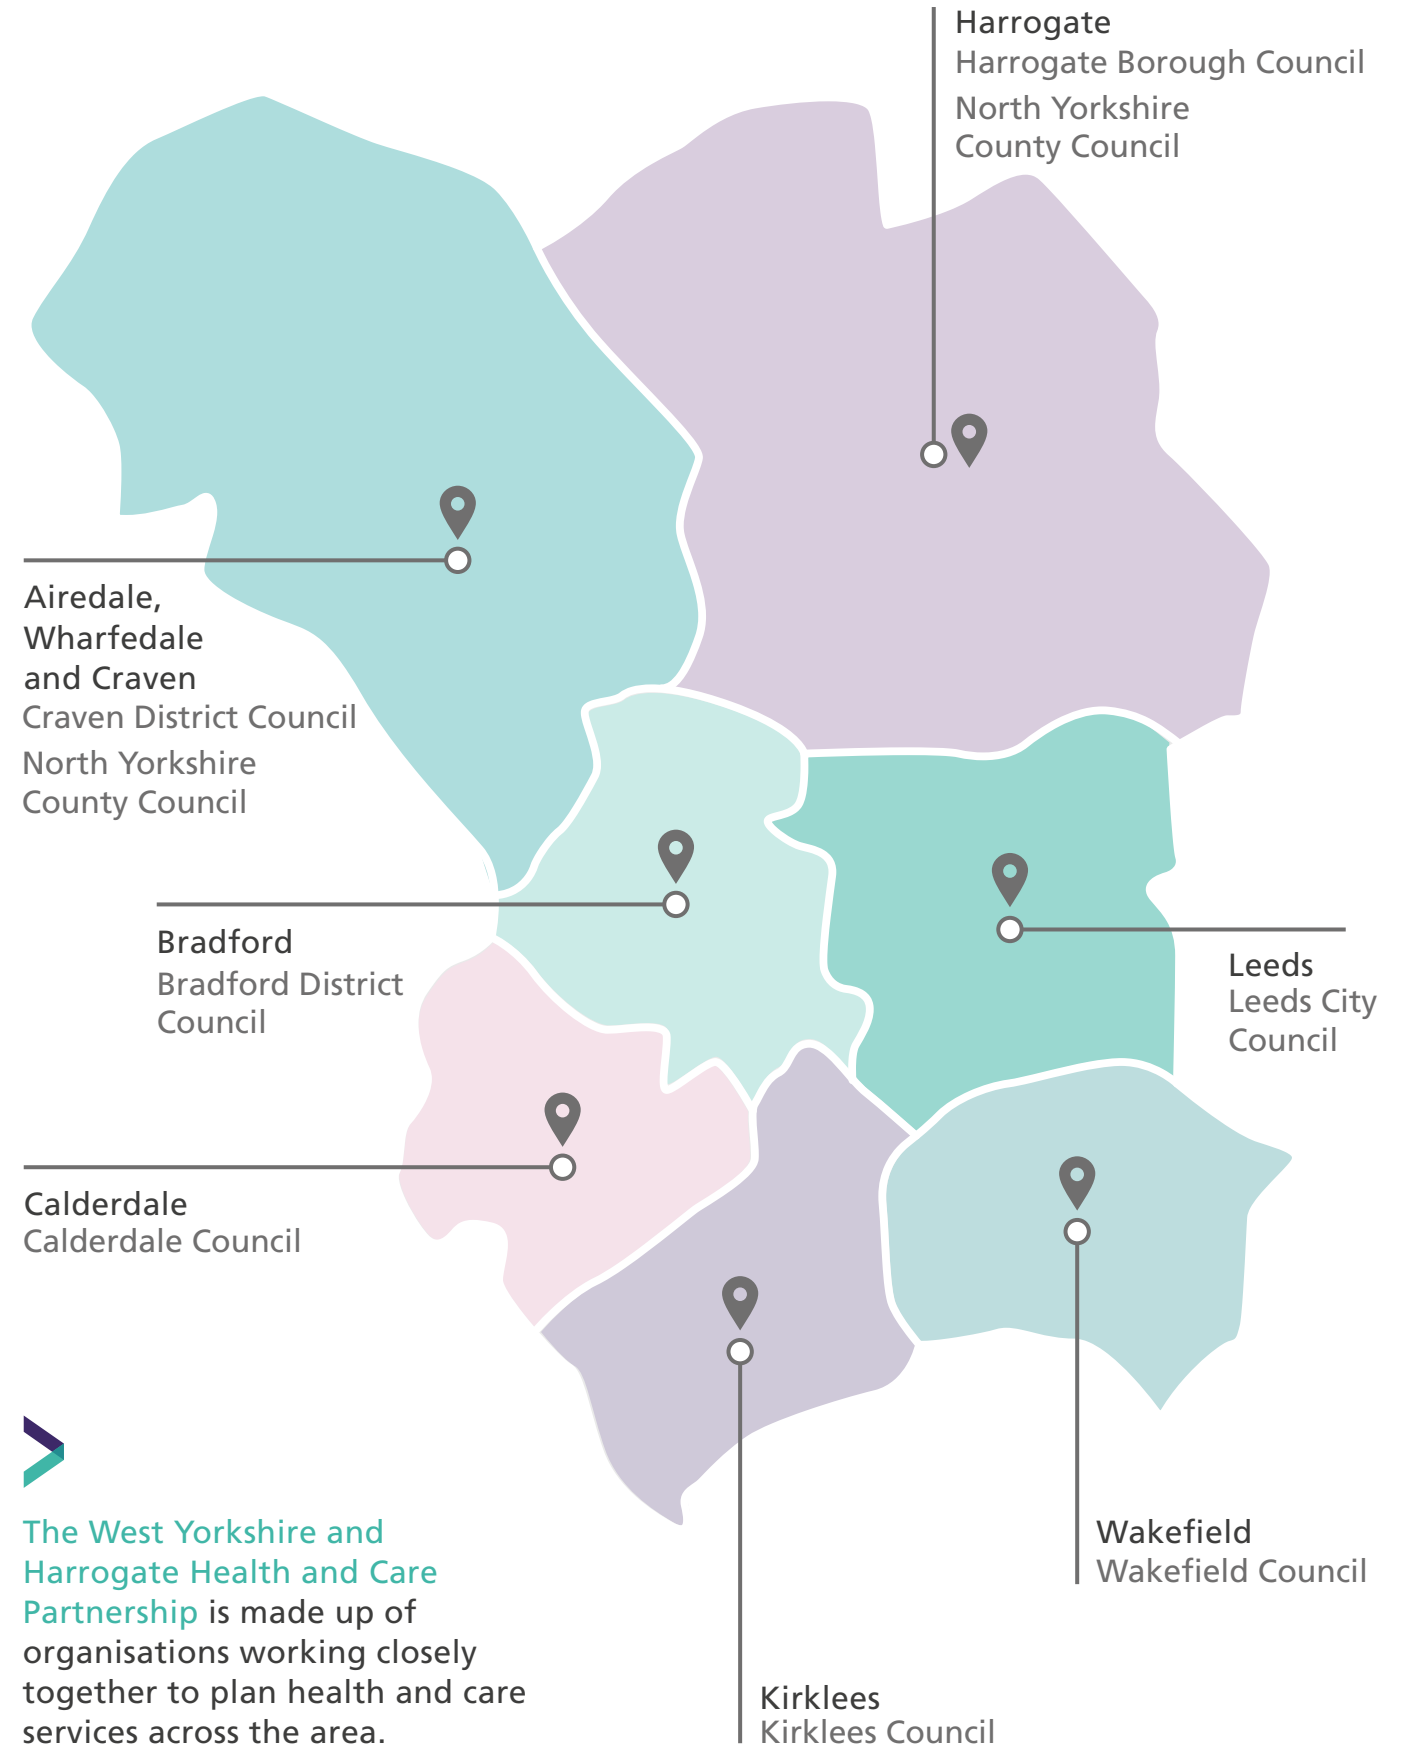 Harrogate
Harrogate Borough Council
North Yorkshire
County Council
Airedale,
Wharfedale
and Craven
Craven District Council
North Yorkshire
County Council
Bradford
Bradford District
Council
Leeds
Leeds City
Council
Calderdale
Calderdale Council
Wakefield
Wakefield Council
Kirklees
Kirklees Council
The West Yorkshire and
Harrogate Health and Care
Partnership is made up of
organisations working closely
together to plan health and care
services across the area.